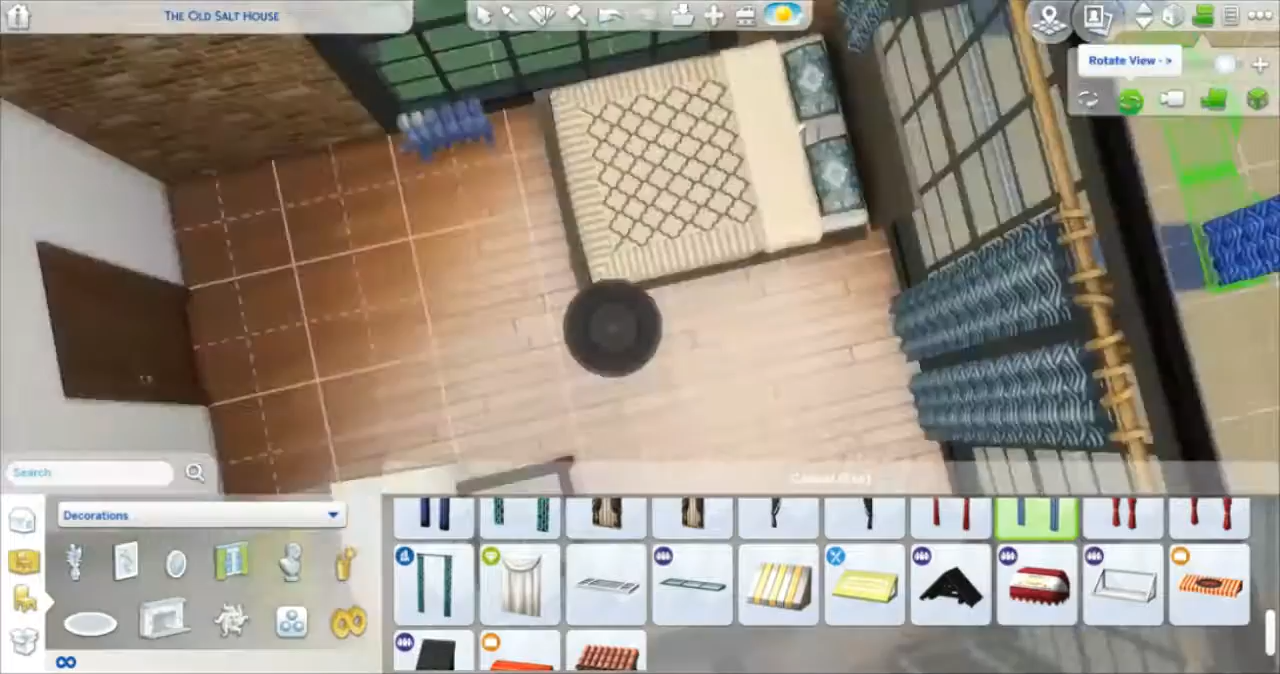 THE OLD SALT HOUSE
Rotate View - >
Search
Decorations